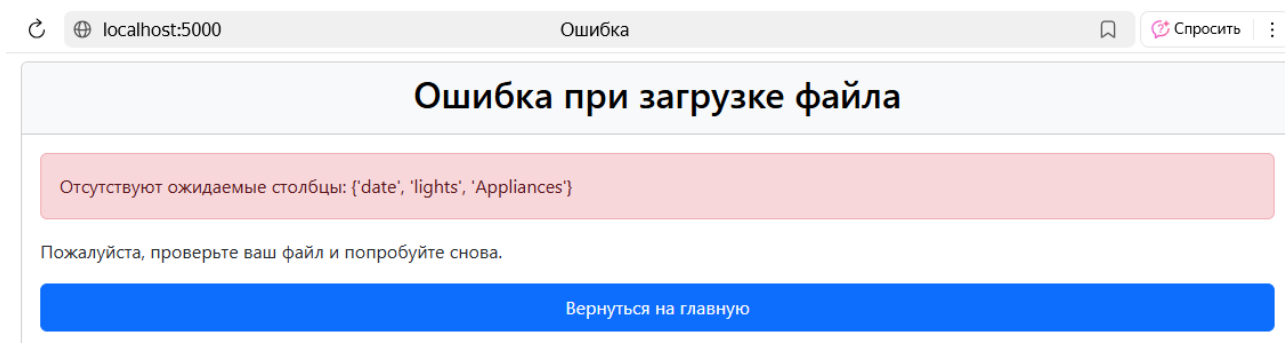 localhost:5000 Ошибка Спросить
Ошибка при загрузке файла
Отсутствуют ожидаемые столбцы: {'date', 'lights', 'Appliances'}
Пожалуйста, проверьте ваш файл и попробуйте снова.
Вернуться на главную